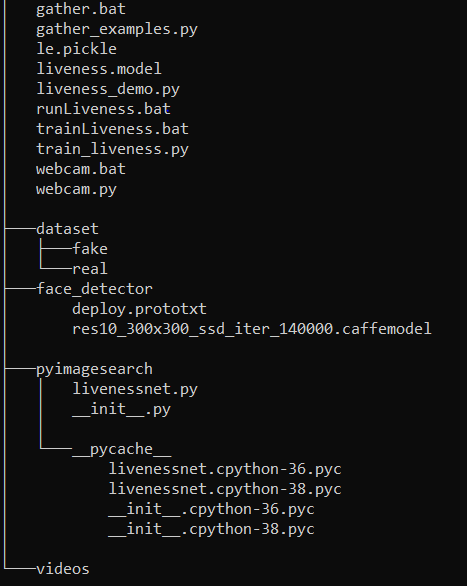 gather.bat
gather_examples.py
le.pickle
liveness.model
liveness_demo.py
runLiveness.bat
trainLiveness.bat
train_liveness.py
webcam.bat
webcam.py
dataset
fake
real
face_detector
deploy.prototxt
res10_300x300_ssd_iter_140000.caffemodel
pyimagesearch
livenessnet.py
__init__.py
__pycache__
livenessnet.cpython-36.pyc
livenessnet.cpython-38.pyc
__init__.cpython-36.pyc
__init__.cpython-38.pyc
videos